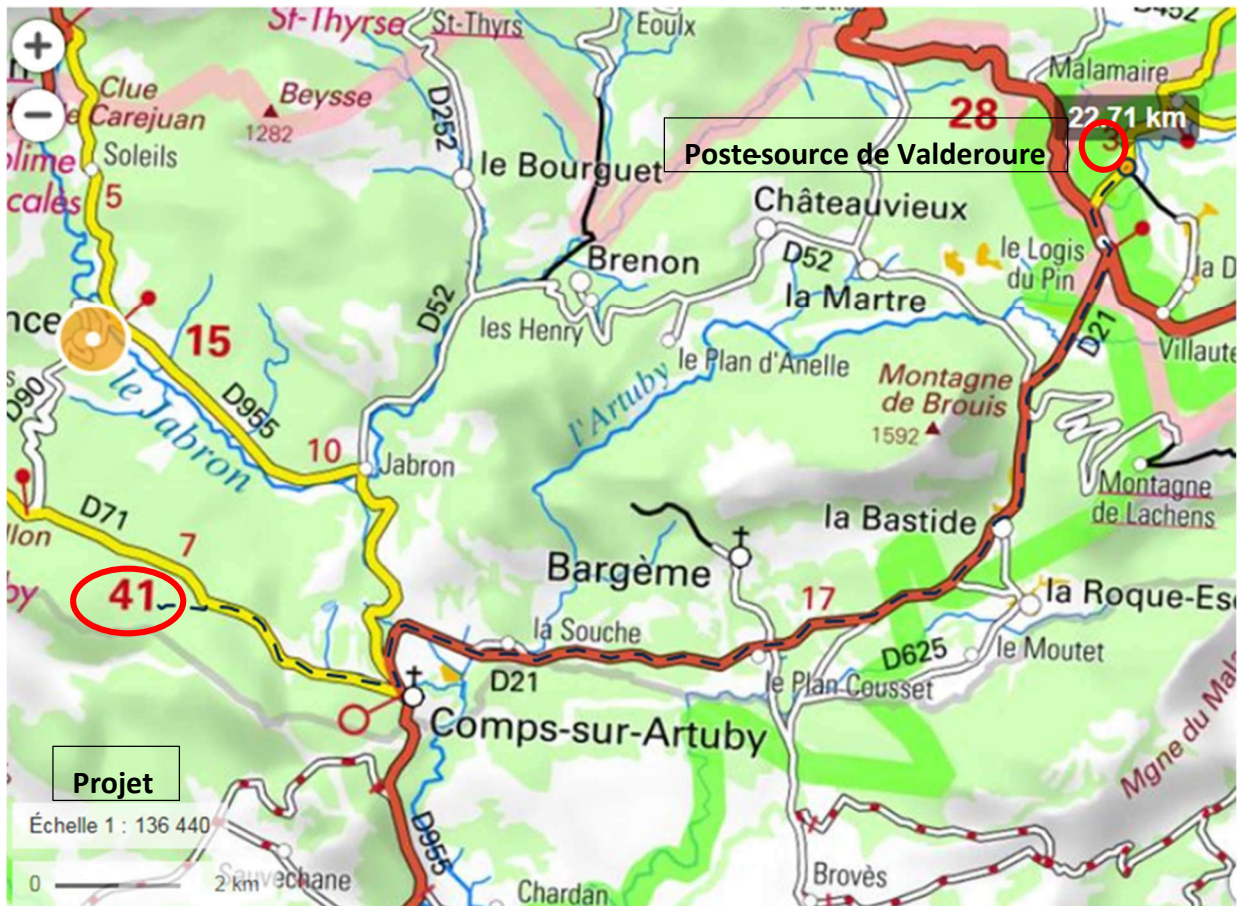 St-Thyrse
St-Thyrs
Eoulx
D452
+
Clue
de Carejuan
Beysse
1282
D252
Malamaire
28
22,71 km
3
Poste-source de Valderoure
Soleils
5
le Bourguet
Châteauvieux
Brenon
D52
la Martre
le Logis
du Pin
D52
les Henry
le Plan d'Anelle
D21
Villaute
15
le Jabron
D955
D90
l'Artuby
Montagne
de Brouis
1592
10
Jabron
Montagne
de Lachens
D71
7
la Bastide
41
Bargème
la Roque-Es
17
la Souche
D21
D625
le Moutet
le Plan Cousset
Comps-sur-Artuby
Projet
Échelle 1 : 136 440
0
2 km
D955
Chardan
Brovès